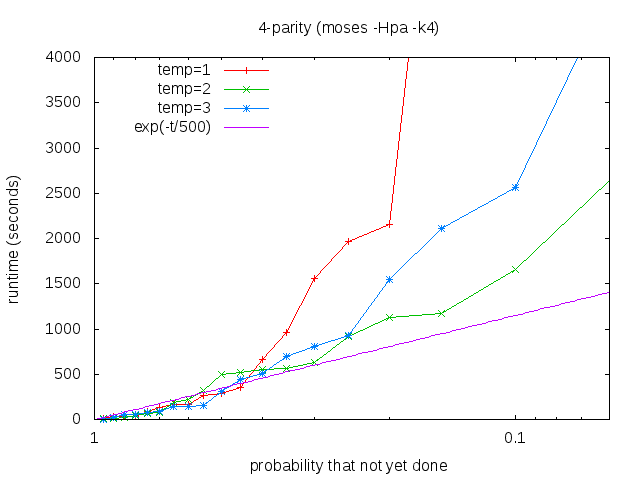 4-parity (moses -Hpa -k4)
4000
3500
3000
2500
2000
1500
1000
500
0
runtime (seconds)
temp=1
temp=2
temp=3
exp(-t/500)
1
0.1
probability that not yet done